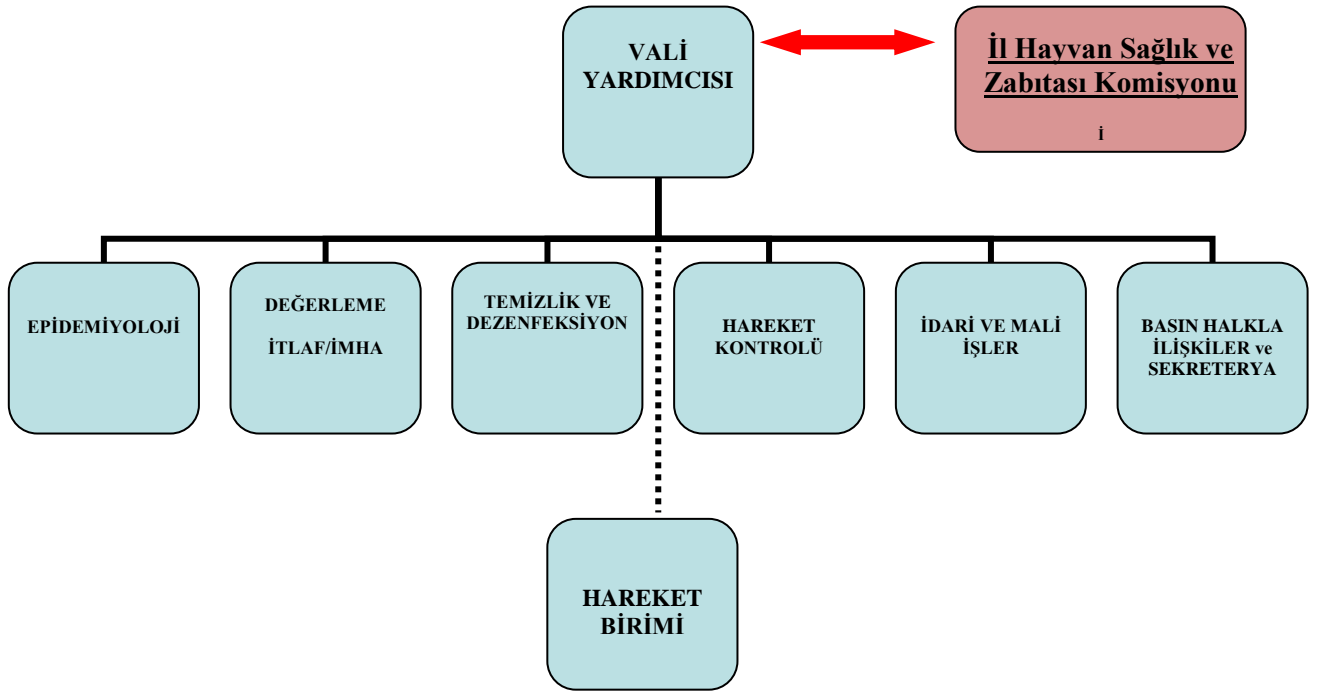 VALİ
YARDIMCISI
İl Hayvan Sağlık ve
Zabıtası Komisyonu
İ
EPİDEMİYOLOJİ
DEĞERLEME
İTLAF/İMHA
TEMİZLİK VE
DEZENFEKSİYON
HAREKET
KONTROLÜ
İDARİ VE MALİ
İŞLER
BASIN HALKLA
İLİŞKİLER ve
SEKRETERYA
HAREKET
BİRİMİ